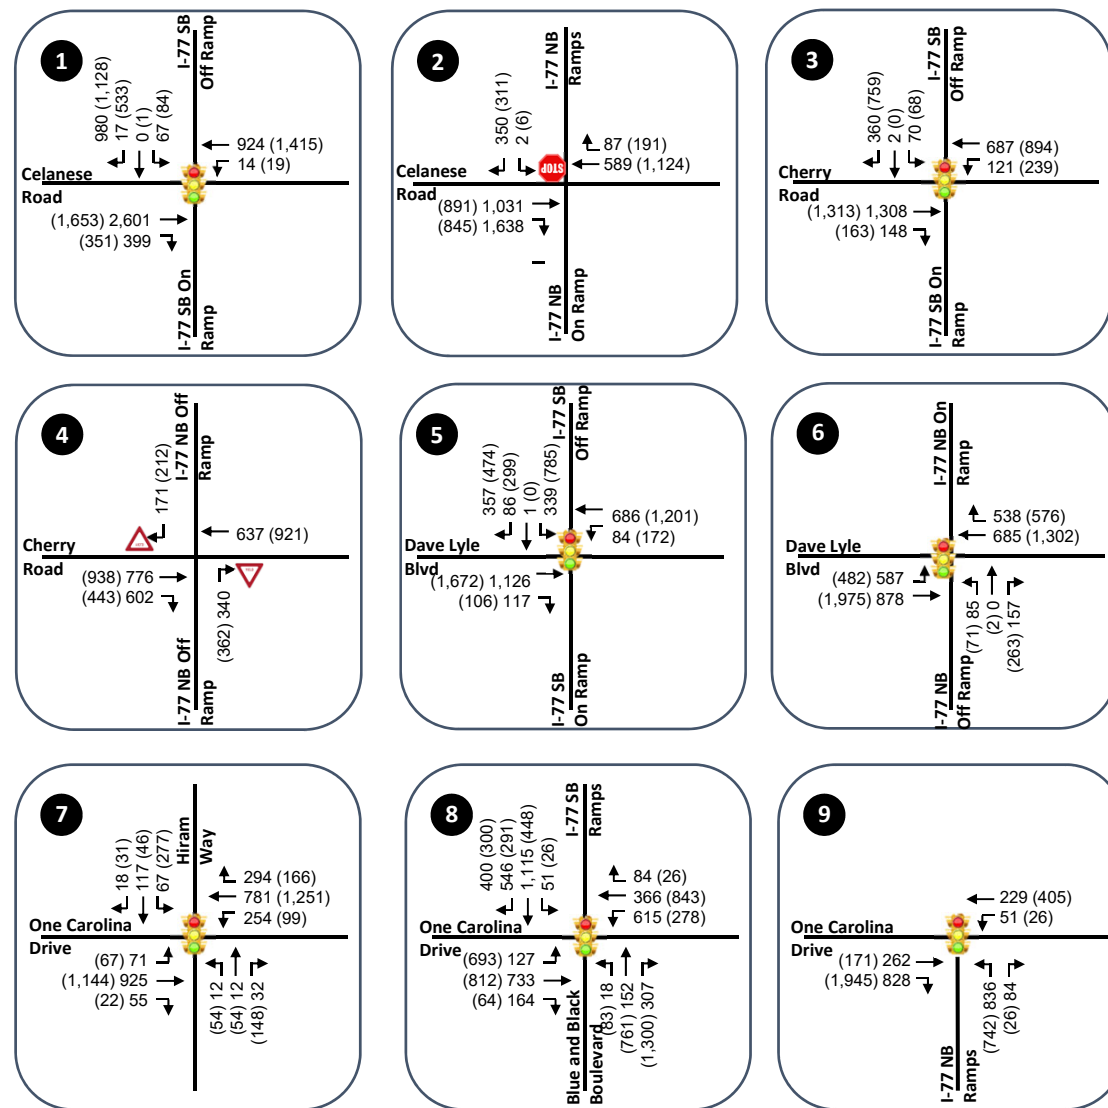 1
I-77 SB
Off Ramp
980 (1,128)
17 (533)
0 (1)
67 (84)
924 (1,415)
14 (19)
Celanese
Road
(1,653) 2,601
(351) 399
I-77 SB On
Ramp
2
I-77 NB
Ramps
350 (311)
2 (6)
87 (191)
589 (1,124)
STOP
Celanese
Road
(891) 1,031
(845) 1,638
I-77 NB
On Ramp
3
I-77 SB
Off Ramp
360 (759)
2 (0)
70 (68)
687 (894)
121 (239)
Cherry
Road
(1,313) 1,308
(163) 148
I-77 SB On
Ramp
4
I-77 NB Off
Ramp
171 (212)
637 (921)
Cherry
Road
(938) 776
(443) 602
(362) 340
I-77 NB Off
Ramp
5
I-77 SB
Off Ramp
357 (474)
86 (299)
1 (0)
339 (785)
686 (1,201)
84 (172)
Dave Lyle
Blvd
(1,672) 1,126
(106) 117
I-77 SB
On Ramp
6
I-77 NB On
Ramp
538 (576)
685 (1,302)
Dave Lyle
Blvd
(482) 587
(1,975) 878
(71) 85
(2) 0
(263) 157
I-77 NB
Off Ramp
7
Hiram
Way
18 (31)
117 (46)
67 (277)
294 (166)
781 (1,251)
254 (99)
One Carolina
Drive
(67) 71
(1,144) 925
(22) 55
(54) 12
(54) 12
(148) 32
8
I-77 SB
Ramps
400 (300)
546 (291)
1,115 (448)
51 (26)
84 (26)
366 (843)
615 (278)
One Carolina
Drive
(693) 127
(812) 733
(64) 164
(83) 18
(761) 152
(1,300) 307
Blue and Black
Boulevard
9
229 (405)
51 (26)
One Carolina
Drive
(171) 262
(1,945) 828
(742) 836
(26) 84
I-77 NB
Ramps